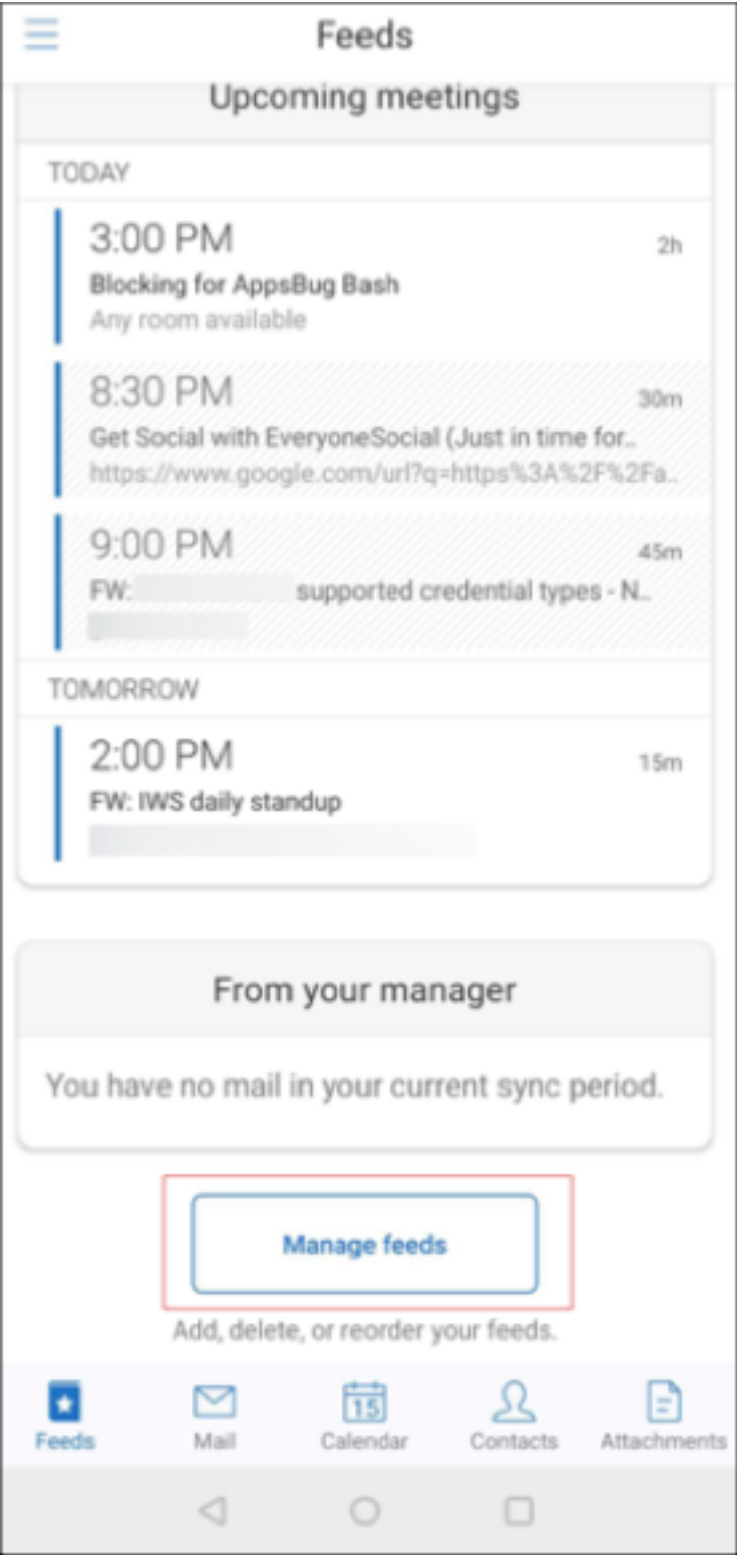 Feeds
Upcoming meetings
TODAY
3:00 PM
2h
Blocking for AppsBug Bash
Any room available
8:30 PM
30m
Get Social with EveryoneSocial (Just in time for..
https://www.google.com/url?q=https%3A%2F%2Fa..
9:00 PM
45m
FW: supported credential types - N..
TOMORROW
2:00 PM
15m
FW: IWS daily standup
From your manager
You have no mail in your current sync period.
Manage feeds
Add, delete, or reorder your feeds.
15
Feeds Mail Calendar Contacts Attachments